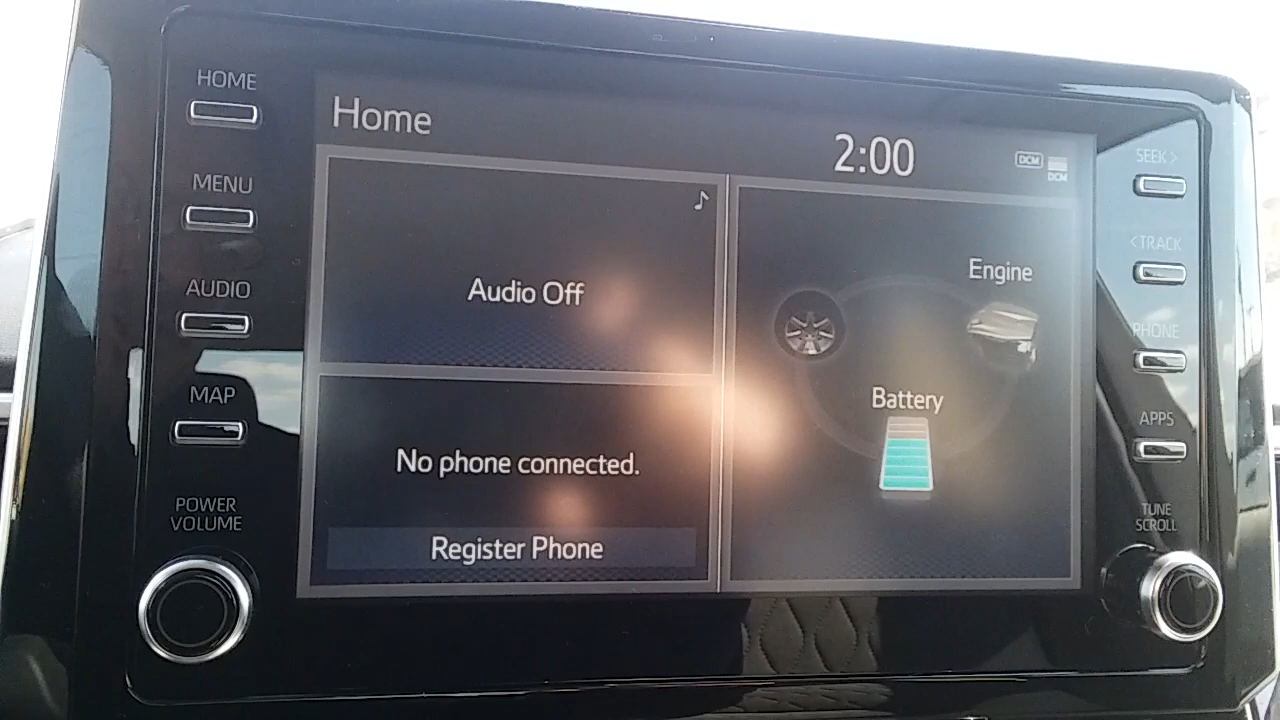 HOME
MENU
AUDIO
MAP
POWER
VOLUME
Home
2:00
DCM
DCM
Audio Off
No phone connected.
Register Phone
Engine
Battery
SEEK >
< TRACK
PHONE
APPS
TUNE
SCROLL